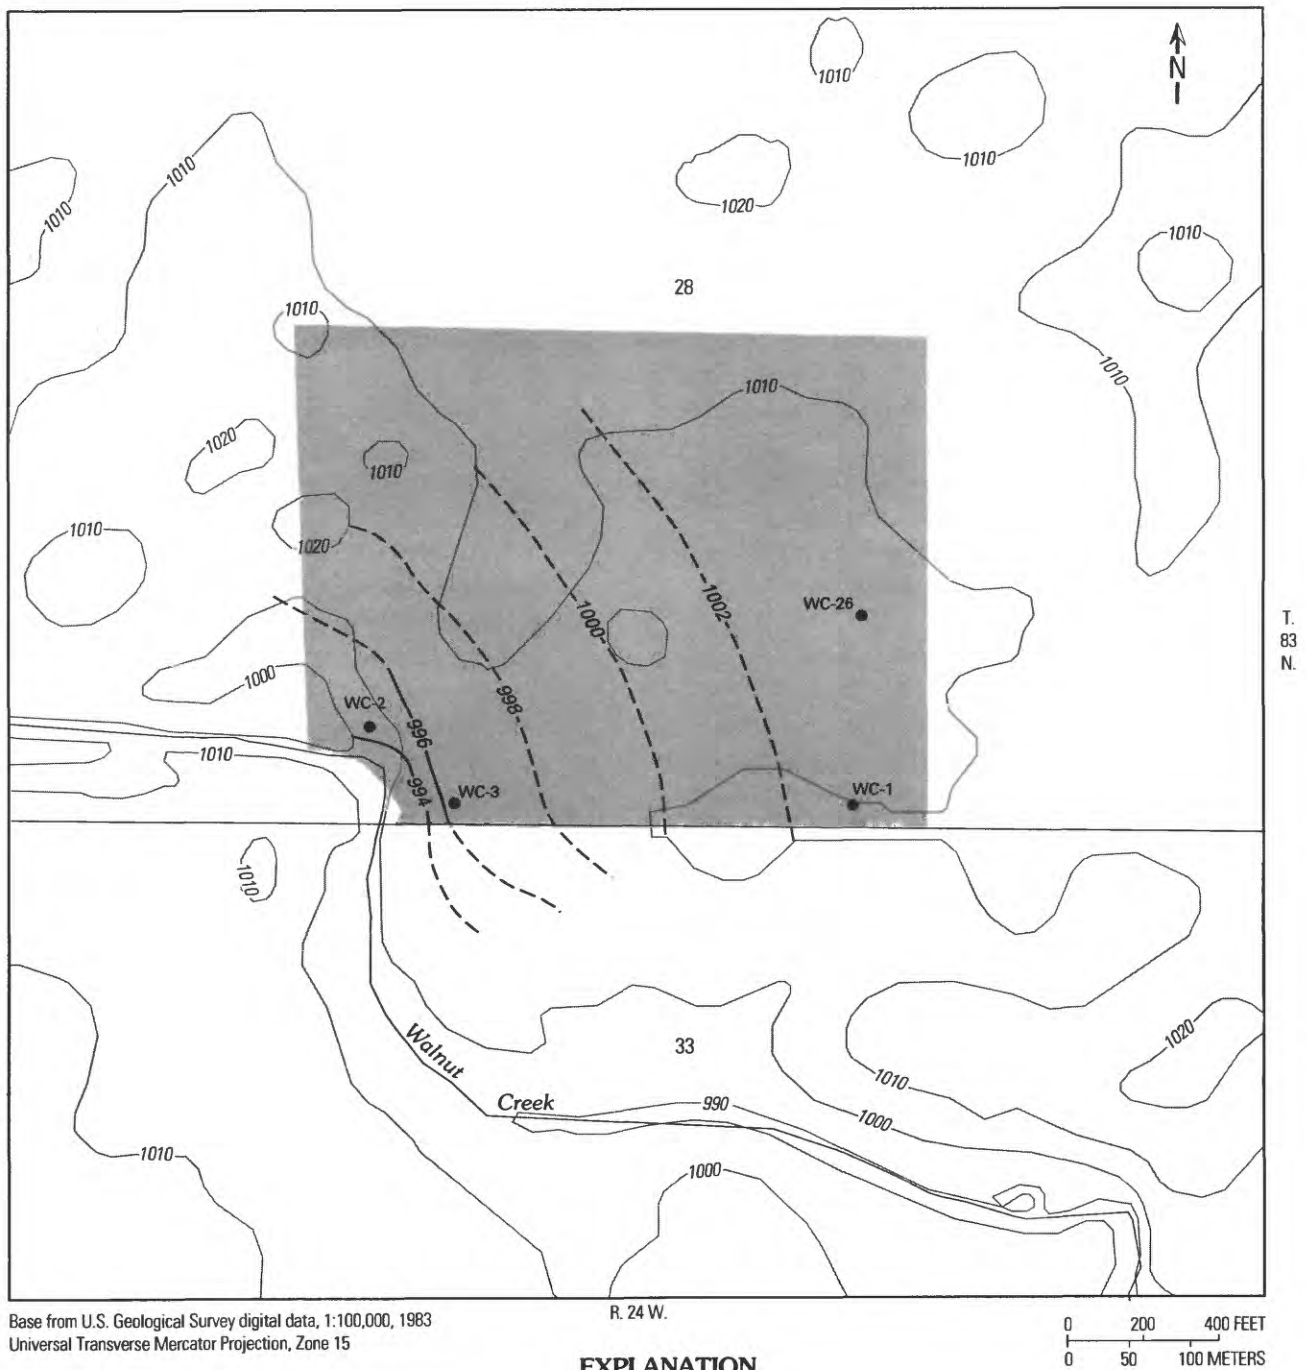 1010
N
1010
1010
1010
1020
1010
1010
28
1010
1010
1010
1020
1010
1010
1020
1002
WC-26
1000
T.
83
N.
1000
998
WC-2
996
1010
994
WC-3
WC-1
1010
Walnut
33
1020
1010
Creek
990
1000
1010
1000
Base from U.S. Geological Survey digital data, 1:100,000, 1983
Universal Transverse Mercator Projection, Zone 15
R. 24 W.
0 200 400 FEET
0 50 100 METERS
EXPLANATION